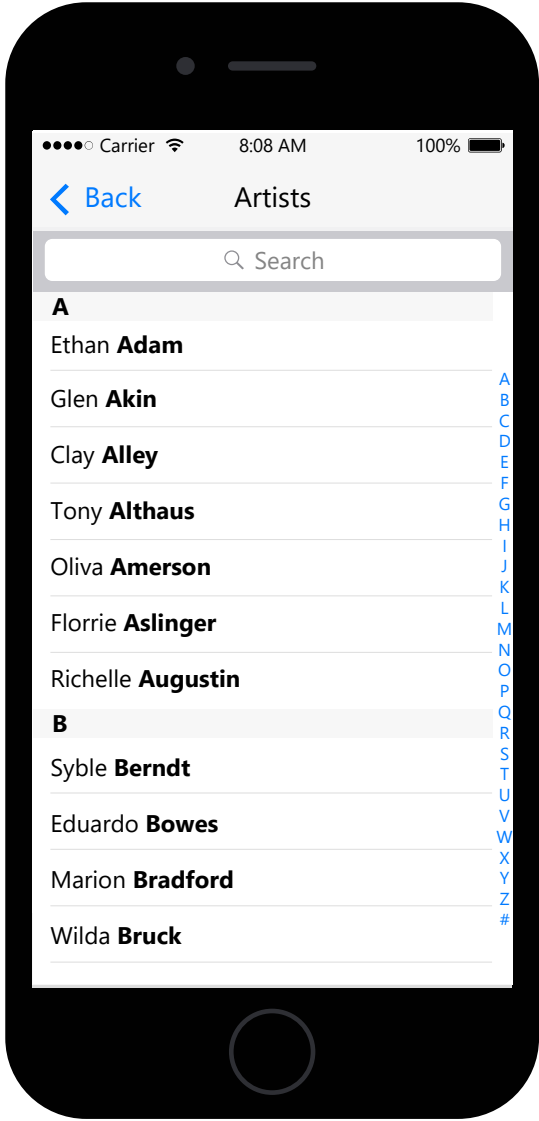 Carrier 8:08 AM 100%
Back Artists
Search
A
Ethan Adam
Glen Akin
Clay Alley
Tony Althaus
Oliva Amerson
Florrie Aslinger
Richelle Augustin
B
Syble Berndt
Eduardo Bowes
Marion Bradford
Wilda Bruck
A
B
C
D
E
F
G
H
I
J
K
L
M
N
O
P
Q
R
S
T
U
V
W
X
Y
Z
#